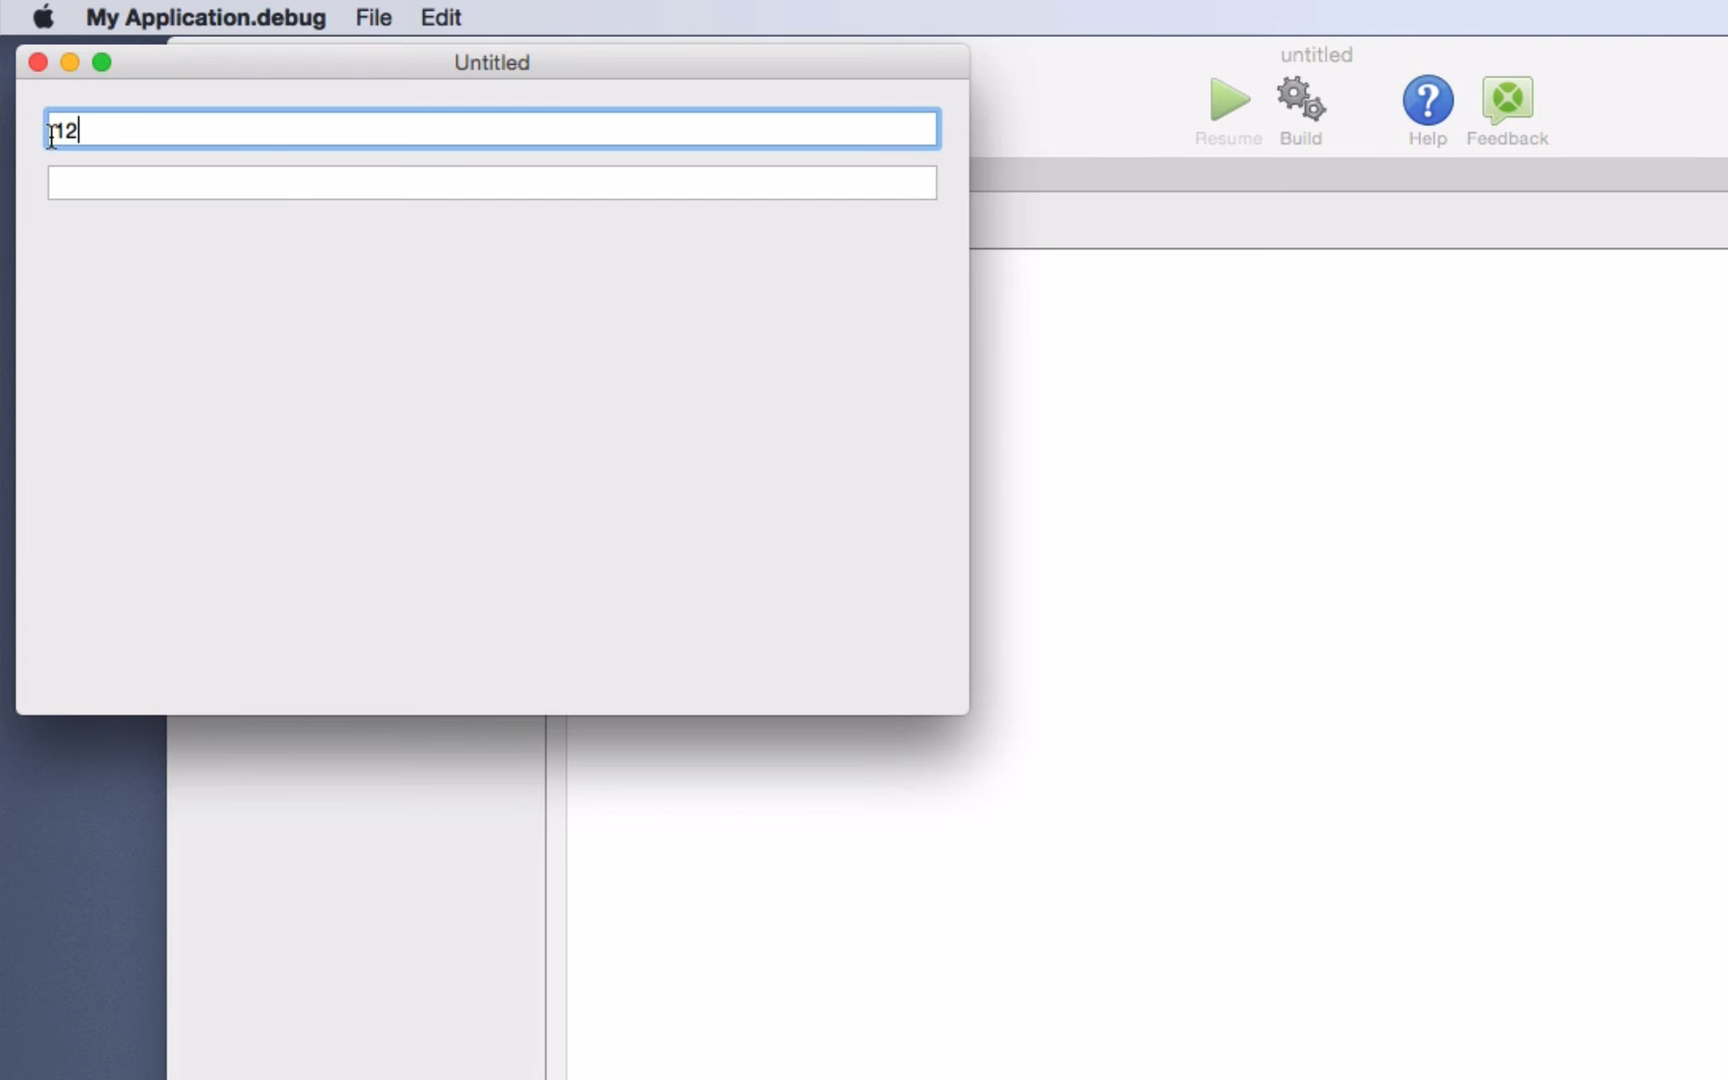 My Application.debug File Edit
Untitled
untitled
12
Resume Build Help Feedback